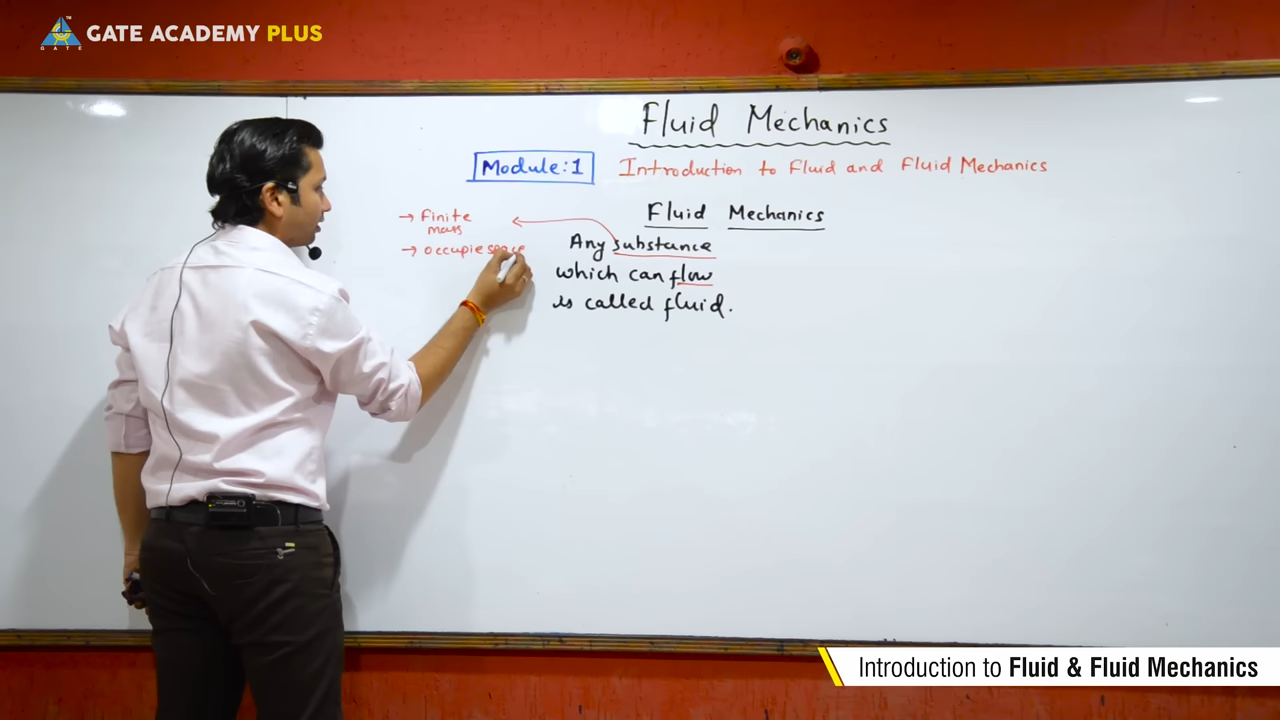 GATE ACADEMY PLUS
GATE
Fluid Mechanics
Module:1 Introduction to Fluid and Fluid Mechanics
Fluid Mechanics
→ finite
mass
→ occupie space
Any substance
which can flow
is called fluid.
Introduction to Fluid & Fluid Mechanics